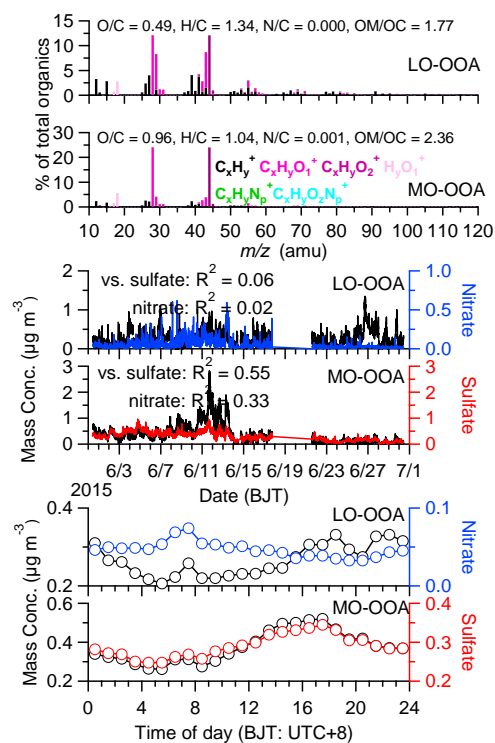 O/C = 0.49, H/C = 1.34, N/C = 0.000, OM/OC = 1.77
LO-OOA
15
10
5
0
% of total organics
O/C = 0.96, H/C = 1.04, N/C = 0.001, OM/OC = 2.36
CxHy+ CxHyO1+ CxHyO2+ HyO1+
CxHyNp+ CxHyOzNp+
MO-OOA
30
20
10
0
10 20 30 40 50 60 70 80 90 100 110 120
m/z (amu)
vs. sulfate: R2 = 0.06
nitrate: R2 = 0.02
LO-OOA
2
1
0
1.0
0.5
0.0
Nitrate
Mass Conc. (µg m-3)
vs. sulfate: R2 = 0.55
nitrate: R2 = 0.33
MO-OOA
3
2
1
0
3
2
1
0
Sulfate
6/3 6/7 6/11 6/15 6/19 6/23 6/27 7/1
2015
Date (BJT)
LO-OOA
0.4
0.2
0.1
0.0
Nitrate
Mass Conc. (µg m-3)
MO-OOA
0.6
0.4
0.2
0.4
0.3
0.2
Sulfate
0 4 8 12 16 20 24
Time of day (BJT: UTC+8)